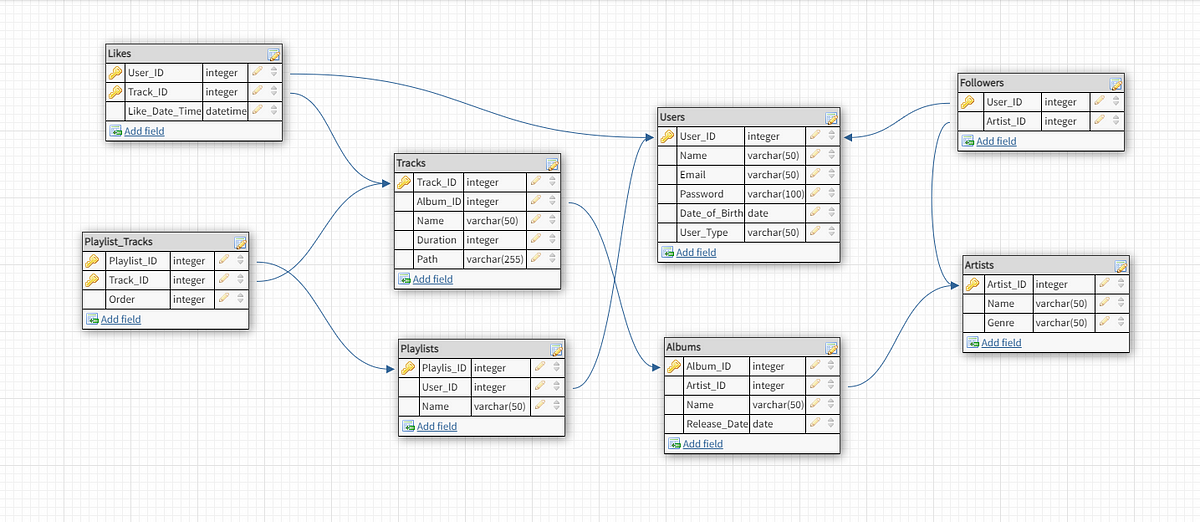 Likes
User_ID integer
Track_ID integer
Like_Date_Time datetime
Add field
Playlist_Tracks
Playlist_ID integer
Track_ID integer
Order integer
Add field
Tracks
Track_ID integer
Album_ID integer
Name varchar(50)
Duration integer
Path varchar(255)
Add field
Playlists
Playlis_ID integer
User_ID integer
Name varchar(50)
Add field
Users
User_ID integer
Name varchar(50)
Email varchar(50)
Password varchar(100)
Date_of_Birth date
User_Type varchar(50)
Add field
Albums
Album_ID integer
Artist_ID integer
Name varchar(50)
Release_Date date
Add field
Followers
User_ID integer
Artist_ID integer
Add field
Artists
Artist_ID integer
Name varchar(50)
Genre varchar(50)
Add field